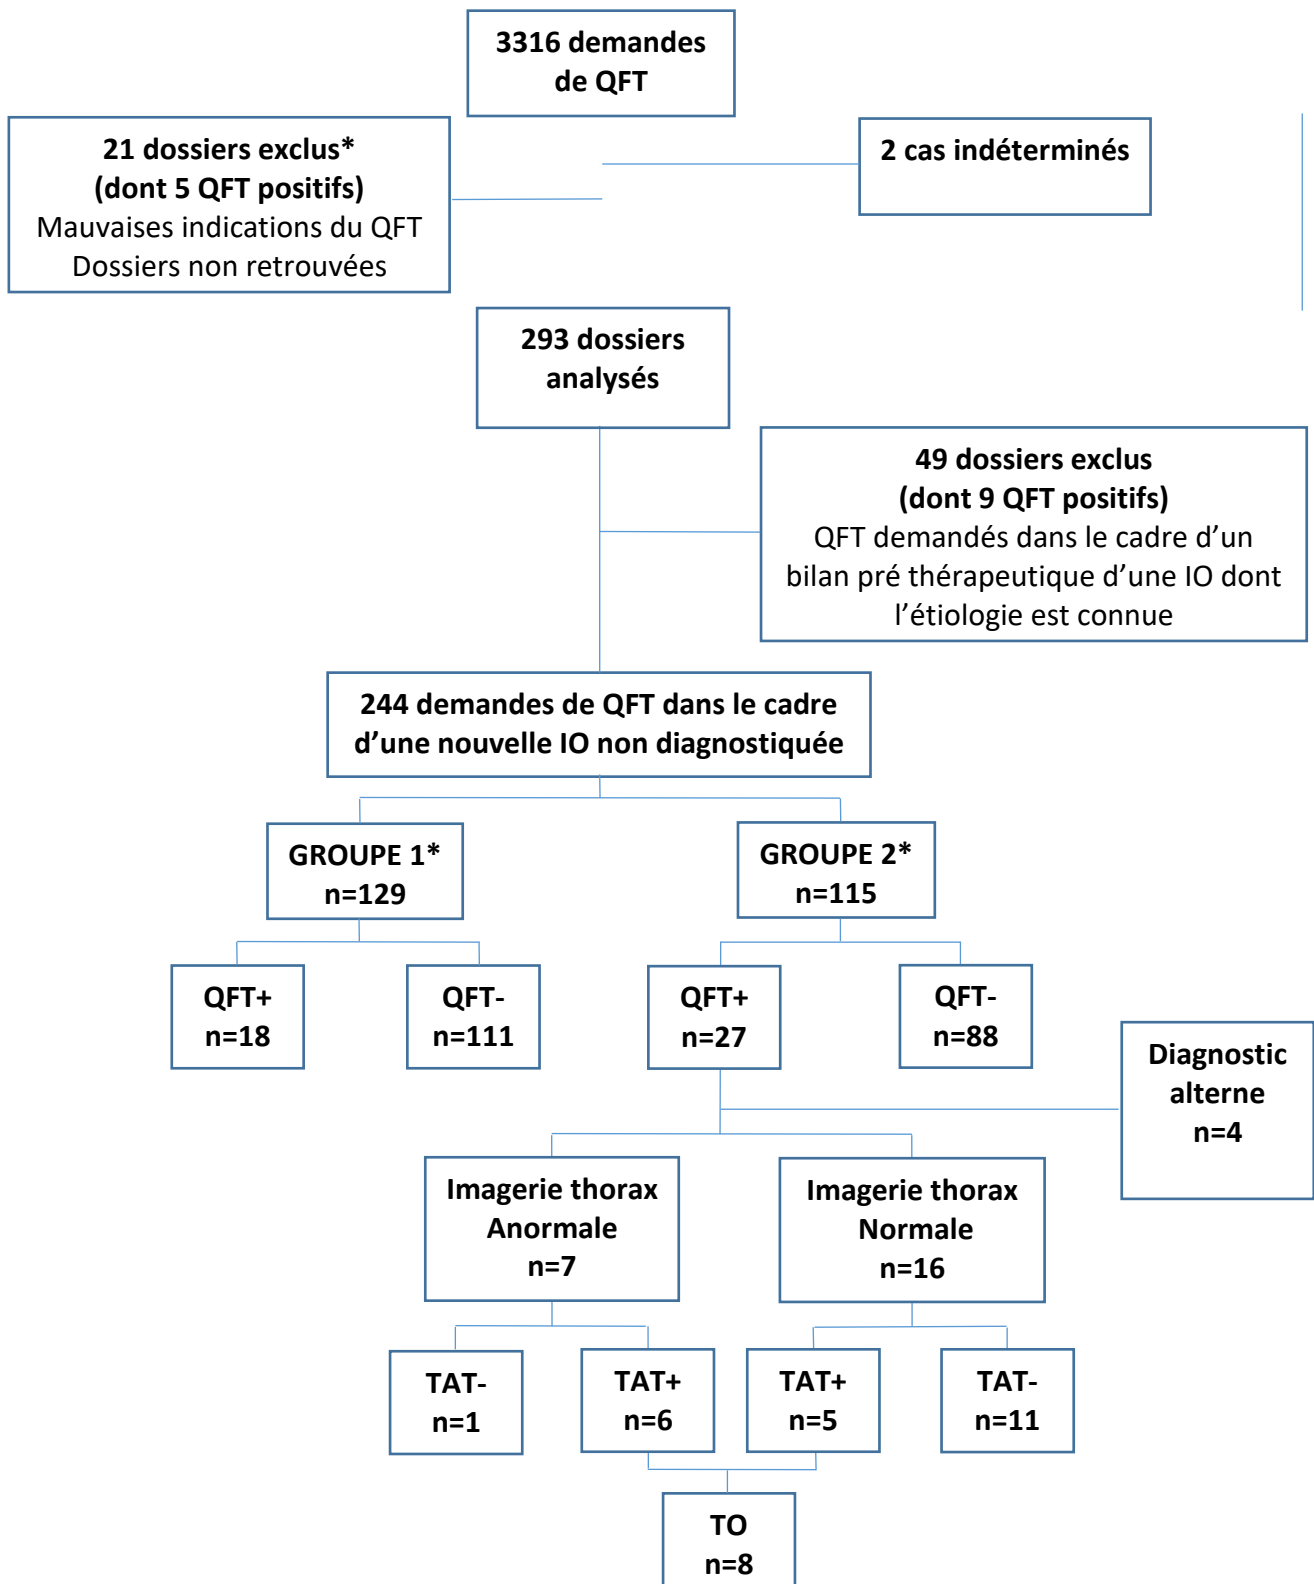 3316 demandes
de QFT
21 dossiers exclus*
(dont 5 QFT positifs)
Mauvaises indications du QFT
Dossiers non retrouvées
2 cas indéterminés
293 dossiers
analysés
49 dossiers exclus
(dont 9 QFT positifs)
QFT demandés dans le cadre d’un
bilan pré thérapeutique d’une IO dont
l’étiologie est connue
244 demandes de QFT dans le cadre
d’une nouvelle IO non diagnostiquée
GROUPE 1*
n=129
GROUPE 2*
n=115
QFT+
n=18
QFT-
n=111
QFT+
n=27
QFT-
n=88
Diagnostic
alterne
n=4
Imagerie thorax
Anormale
n=7
Imagerie thorax
Normale
n=16
TAT-
n=1
TAT+
n=6
TAT+
n=5
TAT-
n=11
TO
n=8